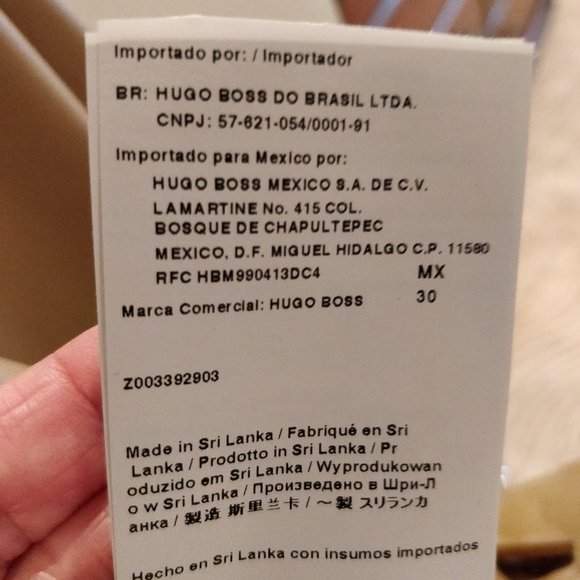 Importado por: / Importador
BR: HUGO BOSS DO BRASIL LTDA.
CNPJ: 57-621-054/0001-91
Importado para Mexico por:
HUGO BOSS MEXICO S.A. DE C.V.
LAMARTINE No. 415 COL.
BOSQUE DE CHAPULTEPEC
MEXICO, D.F. MIGUEL HIDALGO C.P. 11580
RFC HBM990413DC4 MX
Marca Comercial: HUGO BOSS 30
Z003392903
Made in Sri Lanka / Fabriqué en Sri
Lanka / Prodotto in Sri Lanka / Pr
oduzido em Sri Lanka / Wyprodukowan
o w Sri Lanka / Произведено в Шри-Л
анка / 製造 斯里兰卡 / ～製 スリランカ
Hecho en Sri Lanka con insumos importados